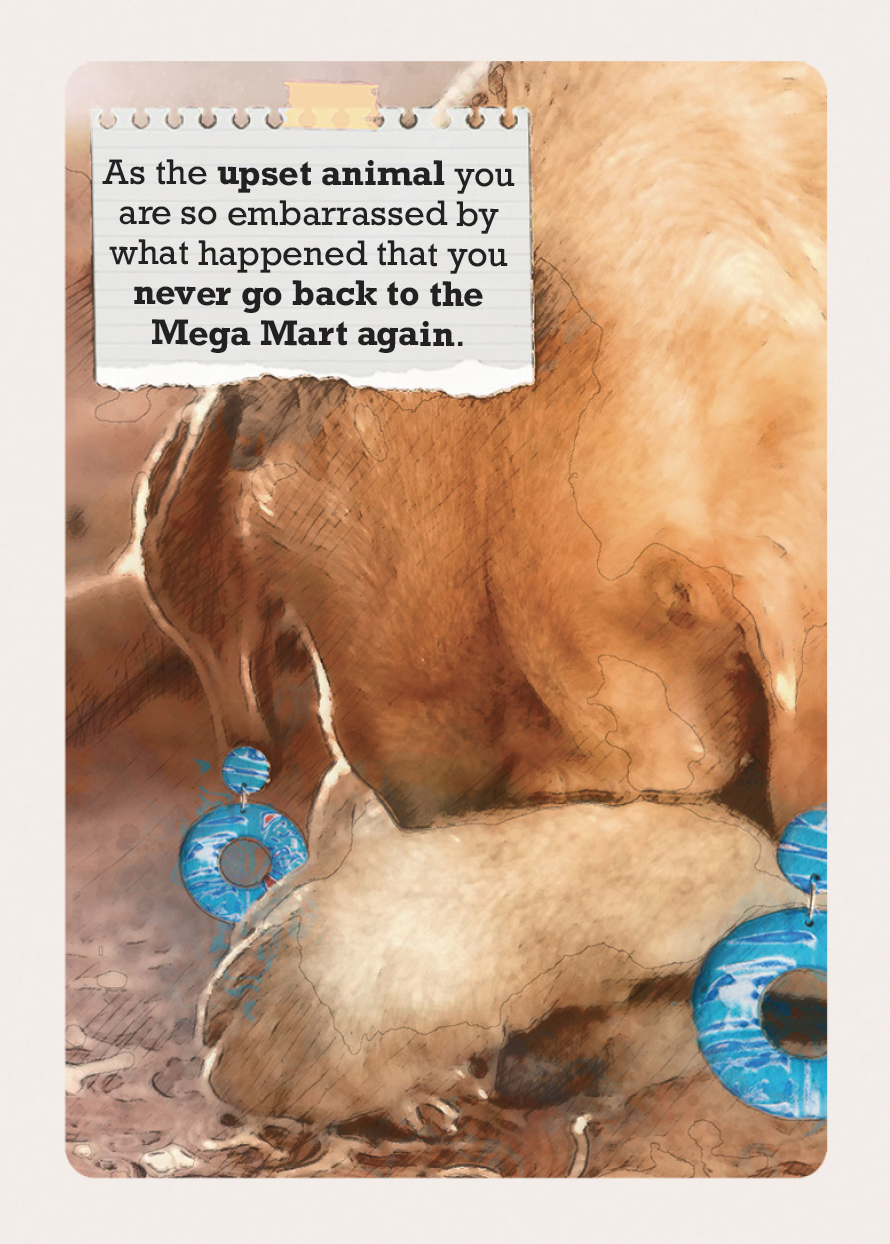 As the upset animal you
are so embarrassed by
what happened that you
never go back to the
Mega Mart again.